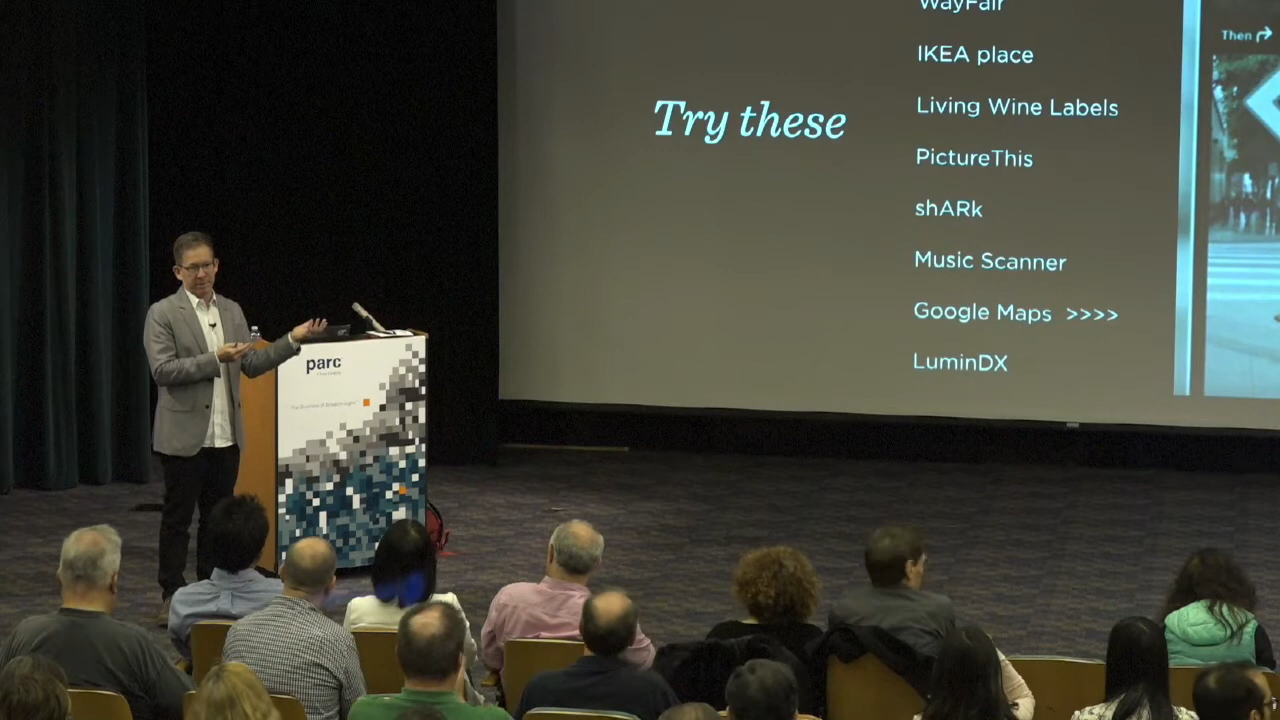 WayFair
IKEA place
Living Wine Labels
PictureThis
shARk
Music Scanner
Google Maps >>>>
LuminDX
Try these
Then
parc